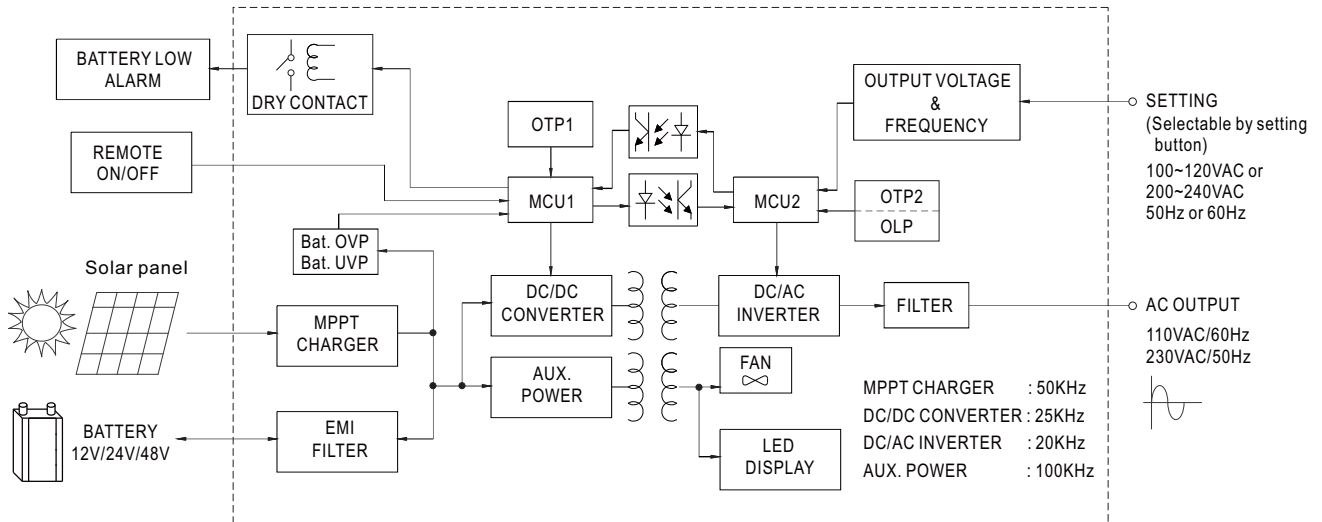 BATTERY LOW
ALARM
DRY CONTACT
REMOTE
ON/OFF
OTP1
MCU1
MCU2
OUTPUT VOLTAGE
&
FREQUENCY
SETTING
(Selectable by setting
button)
100~120VAC or
200~240VAC
50Hz or 60Hz
OTP2
OLP
Bat. OVP
Bat. UVP
Solar panel
MPPT
CHARGER
DC/DC
CONVERTER
DC/AC
INVERTER
FILTER
AC OUTPUT
110VAC/60Hz
230VAC/50Hz
AUX.
POWER
FAN
BATTERY
12V/24V/48V
EMI
FILTER
LED
DISPLAY
MPPT CHARGER : 50KHz
DC/DC CONVERTER : 25KHz
DC/AC INVERTER : 20KHz
AUX. POWER : 100KHz